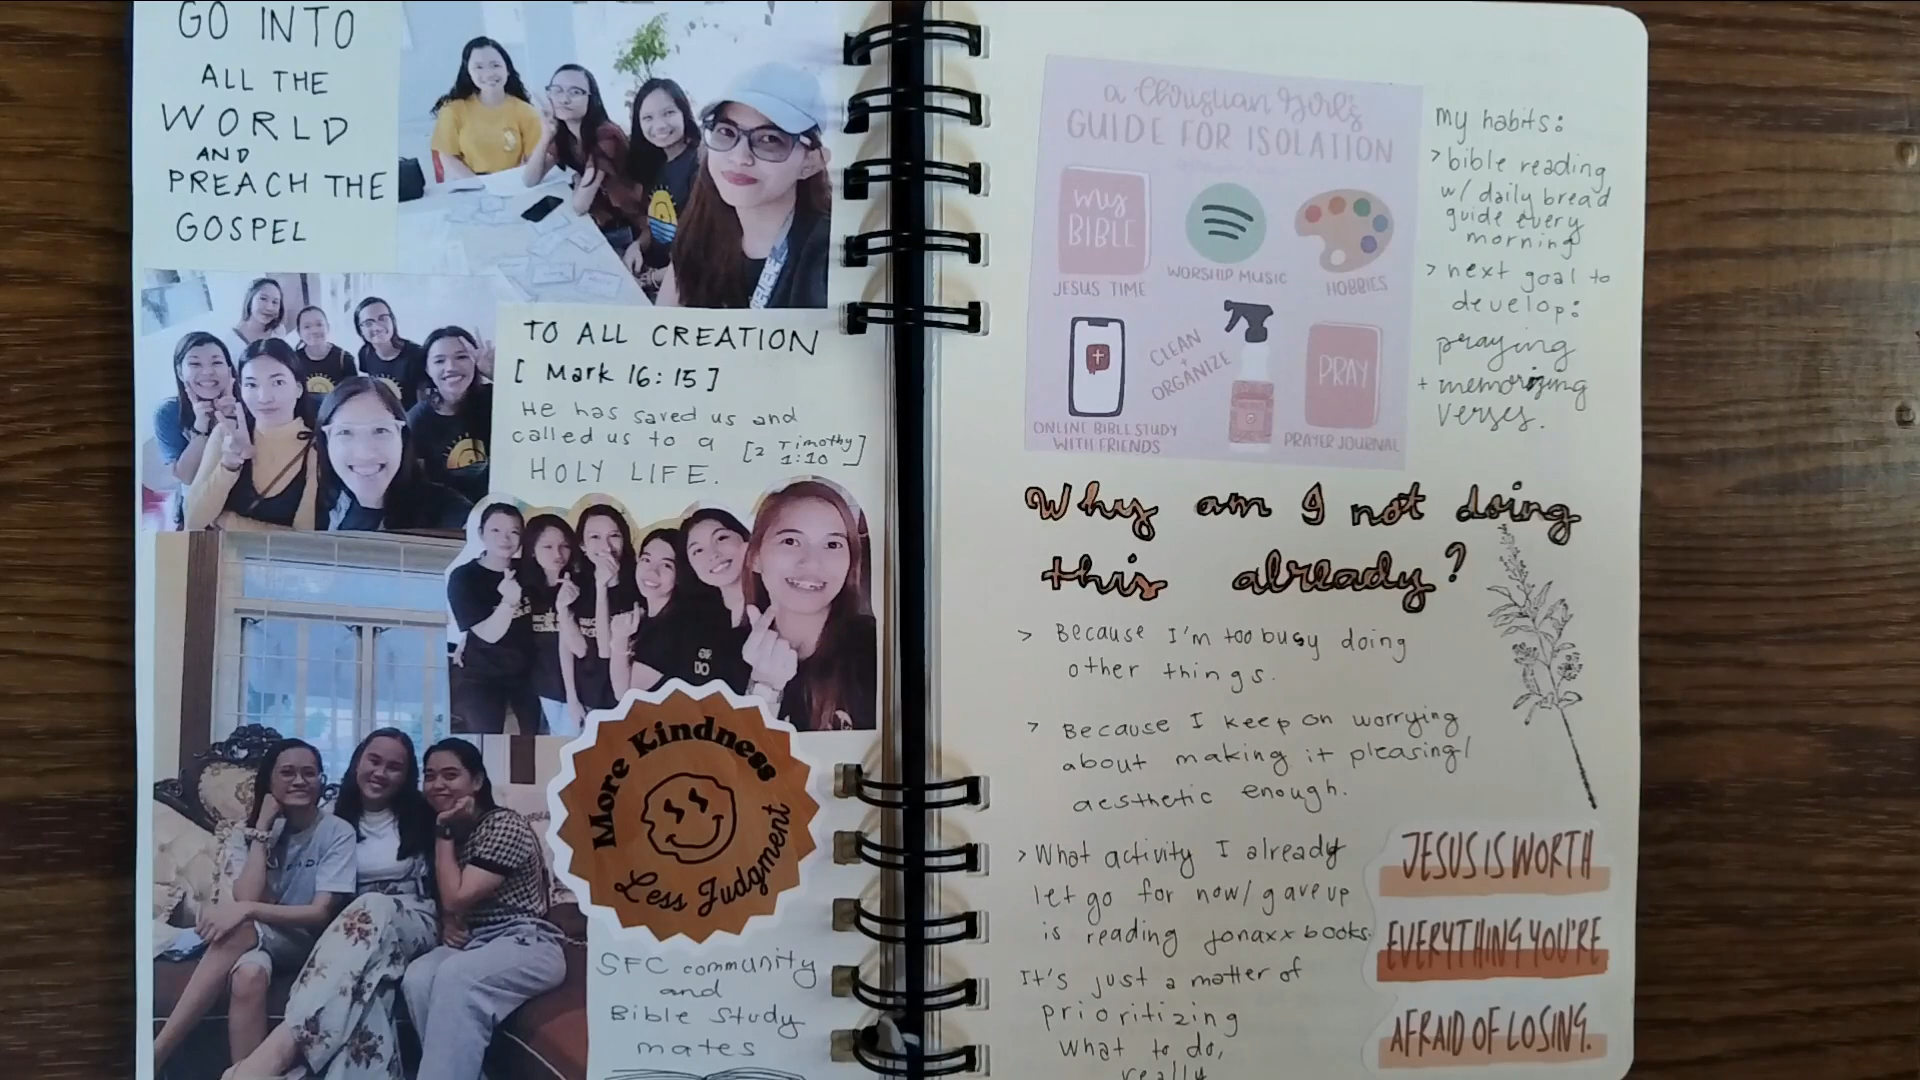 GO INTO
ALL THE
WORLD
AND
PREACH THE
GOSPEL
TO ALL CREATION
[ Mark 16:15 ]
He has saved us and
called us to a [2 Timothy
1:10]
HOLY LIFE.
More Kindness
Less Judgment
SFC community
and
Bible Study
mates
a Christian Girl's
GUIDE FOR ISOLATION
my
BIBLE
JESUS TIME
WORSHIP MUSIC
HOBBIES
ONLINE BIBLE STUDY
WITH FRIENDS
CLEAN
+
ORGANIZE
PRAY
PRAYER JOURNAL
my habits:
> bible reading
w/ daily bread
guide every
morning
> next goal to
develop:
praying
+ memorizing
verses.
Why am I not doing
this already?
> Because I'm too busy doing
other things.
> Because I keep on worrying
about making it pleasing/
aesthetic enough.
> What activity I already
let go for now/gave up
is reading jonaxx books.
It's just a matter of
prioritizing
what to do,
really
JESUS IS WORTH
EVERYTHING YOU'RE
AFRAID OF LOSING.